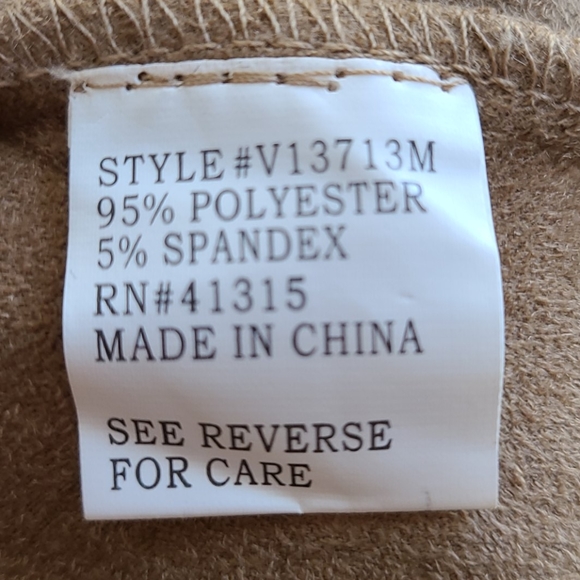 STYLE #V13713M
95% POLYESTER
5% SPANDEX
RN#41315
MADE IN CHINA
SEE REVERSE
FOR CARE